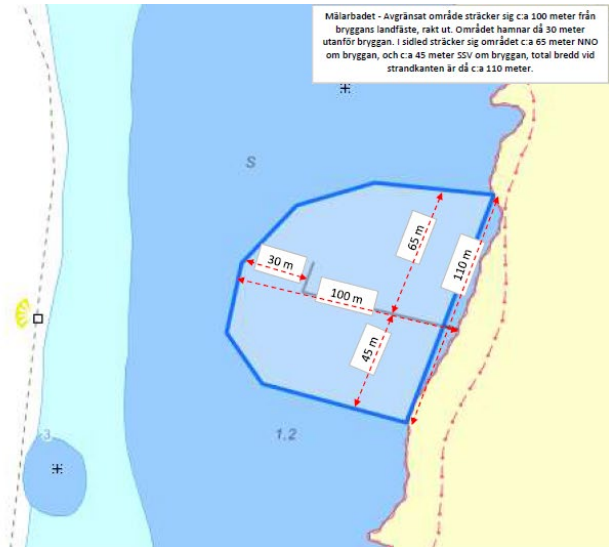 Mälarbadet - Avgränsat område sträcker sig c:a 100 meter från
bryggans landfäste, rakt ut. Området hamnar då 30 meter
utanför bryggan. I sidled sträcker sig området c:a 65 meter NNO
om bryggan, och c:a 45 meter SSV om bryggan, total bredd vid
strandkanten är då c:a 110 meter.
S
65 m
30 m
110 m
100 m
45 m
1.2
3